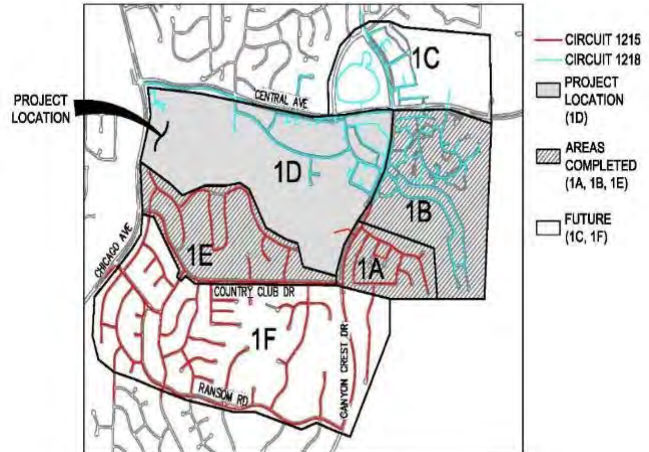 PROJECT
LOCATION
CENTRAL AVE
1C
1D
1B
1E
1A
CHICAGO AVE
COUNTRY CLUB DR
1F
CANYON CREST DR
RANSOM RD
CIRCUIT 1215
CIRCUIT 1218
PROJECT
LOCATION
(1D)
AREAS
COMPLETED
(1A, 1B, 1E)
FUTURE
(1C, 1F)